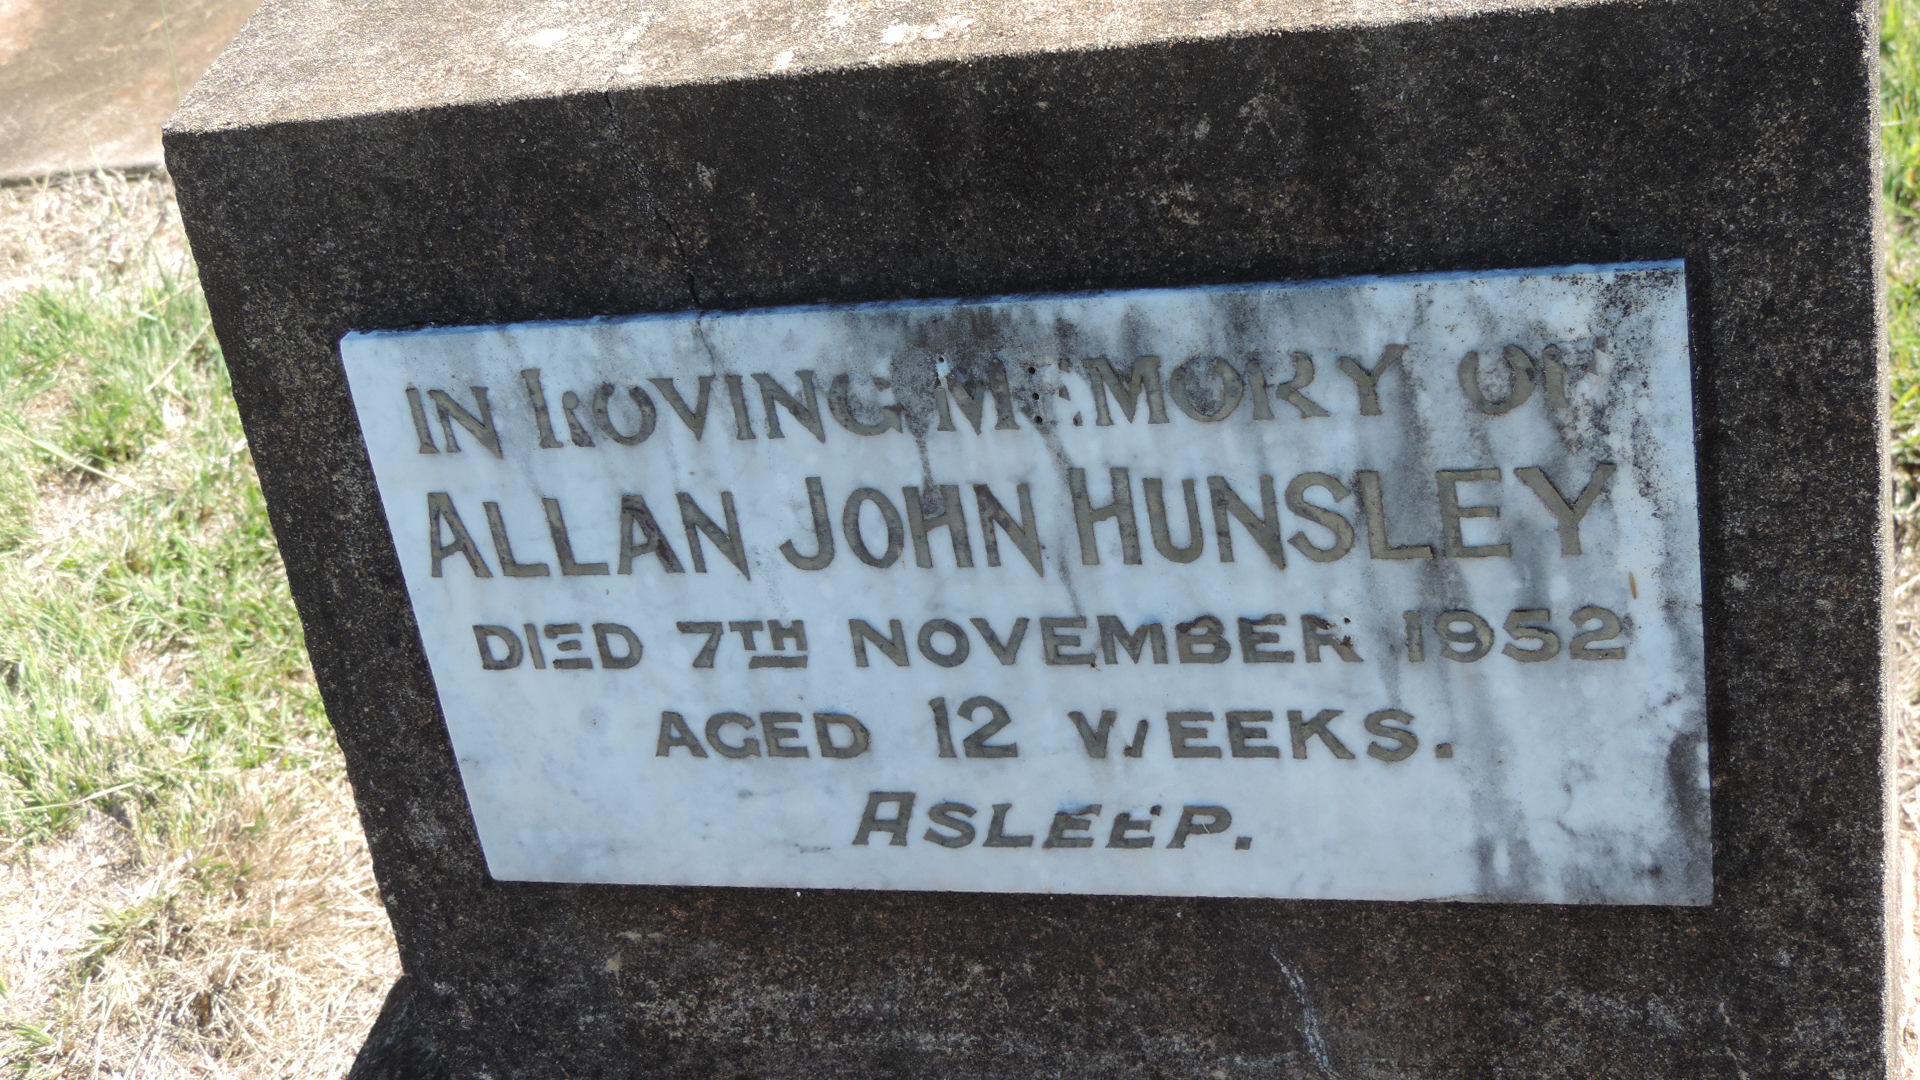 IN LOVING MEMORY OF
ALLAN JOHN HUNSLEY
DIED 7TH NOVEMBER 1952
AGED 12 WEEKS.
ASLEEP.